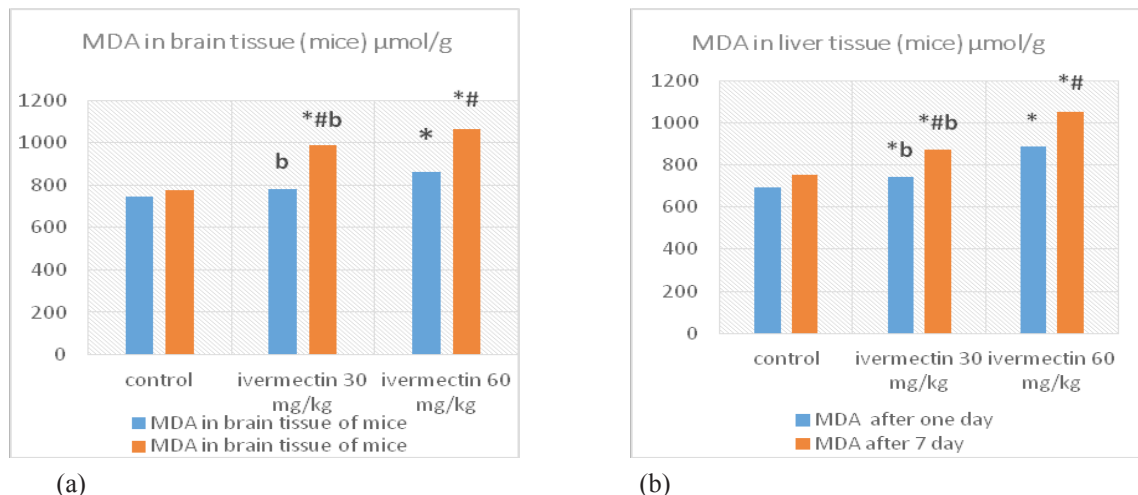 MDA in brain tissue (mice) µmol/g
1200
1000
800
600
400
200
0
b
*#b
*
*#
control
ivermectin 30
mg/kg
ivermectin 60
mg/kg
MDA in brain tissue of mice
MDA in brain tissue of mice
(a)
MDA in liver tissue (mice) µmol/g
1200
1000
800
600
400
200
0
*b
*#b
*
*#
control
ivermectin 30
mg/kg
ivermectin 60
mg/kg
MDA after one day
MDA after 7 day
(b)